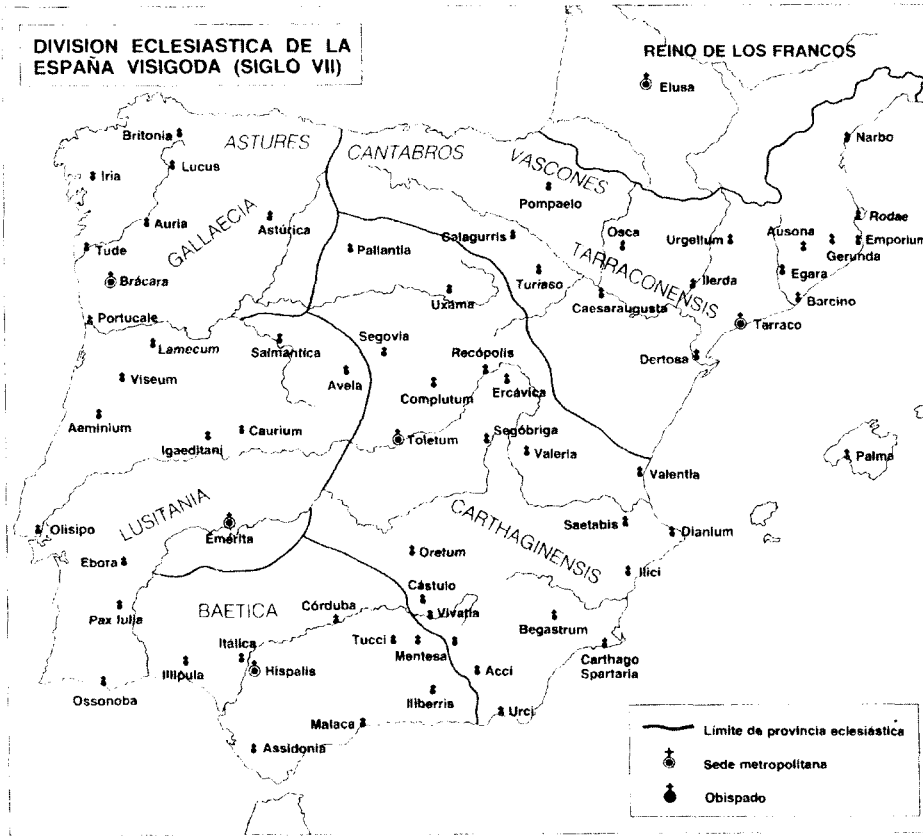 DIVISION ECLESIASTICA DE LA
ESPAÑA VISIGODA (SIGLO VII)
REINO DE LOS FRANCOS
Elusa
Britonia
ASTURES
CANTABROS
VASCONES
Narbo
Iria
Lucus
Pompaelo
Auria
GALLAECIA
Astúrica
Calagurris
Osca
Urgellum
Ausona
Rodae
Emporium
Gerunda
Tude
Pallantia
TARRACONENSIS
Brácara
Uxama
Turiaso
Caesaraugusta
Ilerda
Egara
Barcino
Portucale
Tarraco
Lamecum
Salmantica
Segovia
Recópolis
Dertosa
Viseum
Avela
Complutum
Ercávica
Aeminium
Igaeditani
Caurium
Toletum
Segóbriga
Valeria
Valentia
Palma
LUSITANIA
CARTHAGINENSIS
Olisipo
Emérita
Saetabis
Dianium
Ebora
Oretum
Ilici
Pax Iulia
BAETICA
Córduba
Cástulo
Vivatia
Begastrum
Itálica
Tucci
Mentesa
Carthago
Spartaria
Illipula
Hispalis
Acci
Ossonoba
Illiberris
Urci
Malaca
Assidonia
Límite de provincia eclesiástica
Sede metropolitana
Obispado